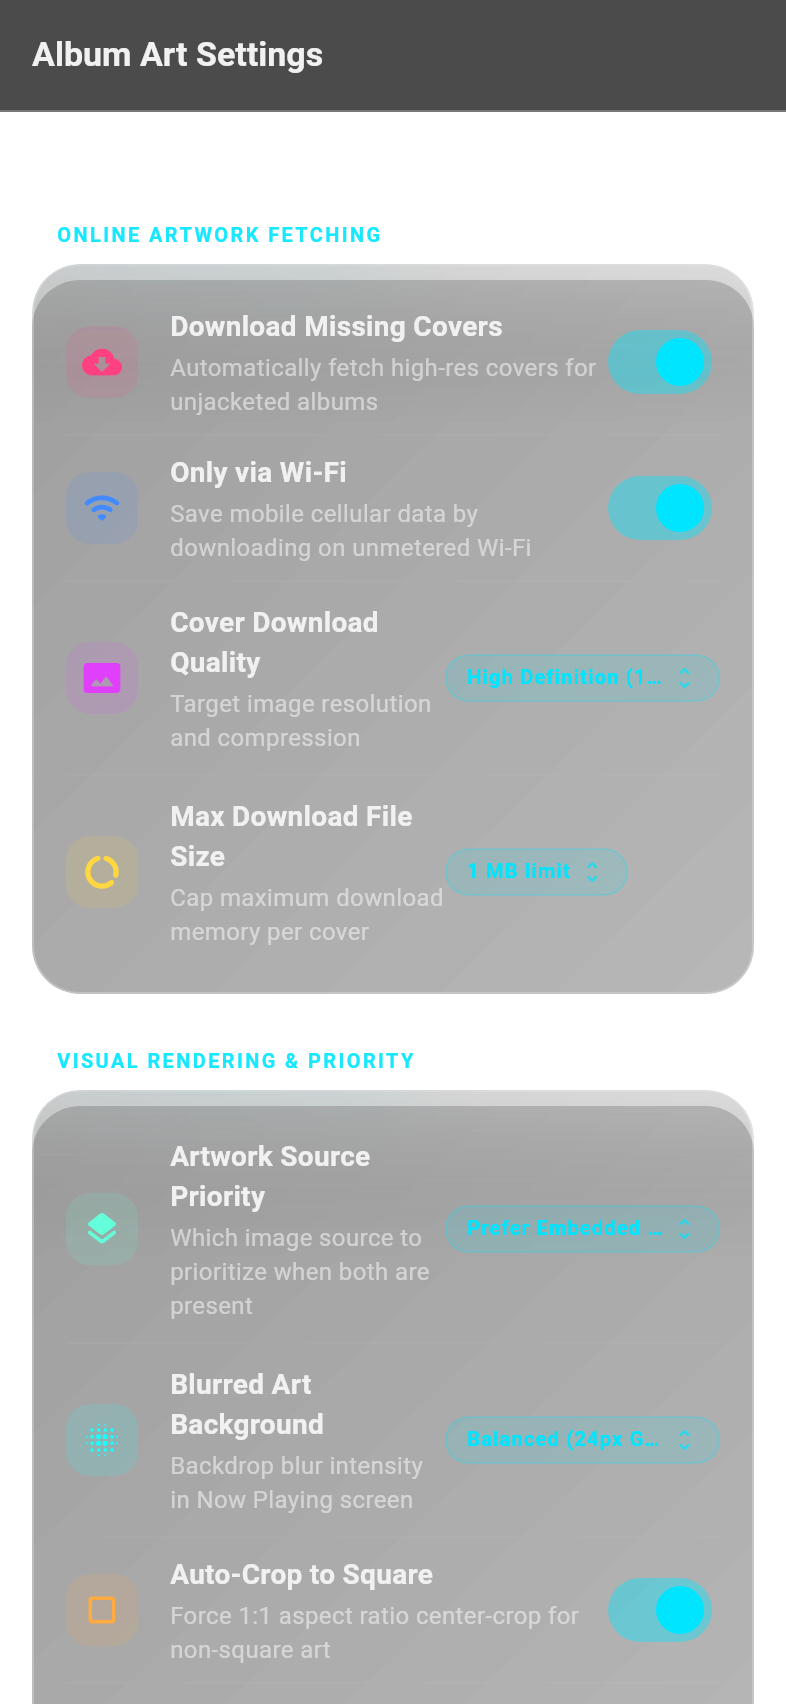 Album Art Settings
ONLINE ARTWORK FETCHING
Download Missing Covers
Automatically fetch high-res covers for
unjacketed albums
Only via Wi-Fi
Save mobile cellular data by
downloading on unmetered Wi-Fi
Cover Download
Quality
Target image resolution
and compression
High Definition (1…
Max Download File
Size
Cap maximum download
memory per cover
1 MB limit
VISUAL RENDERING & PRIORITY
Artwork Source
Priority
Which image source to
prioritize when both are
present
Prefer Embedded …
Blurred Art
Background
Backdrop blur intensity
in Now Playing screen
Balanced (24px G…
Auto-Crop to Square
Force 1:1 aspect ratio center-crop for
non-square art